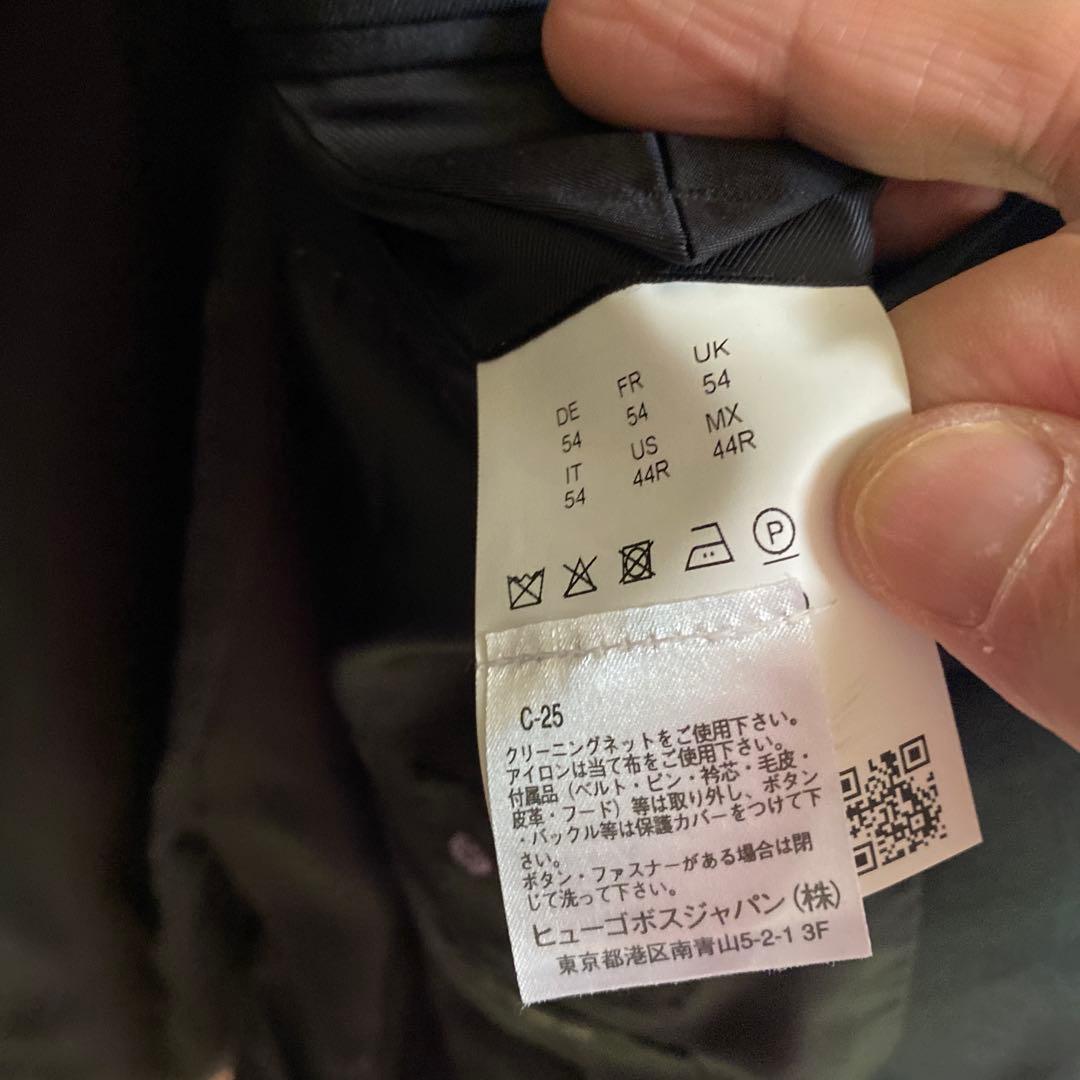 DE FR UK
54 54 54
IT US MX
54 44R 44R
P
C-25
クリーニングネットをご使用下さい。
アイロンは当て布をご使用下さい。
付属品（ベルト・ピン・衿芯・毛皮・
皮革・フード）等は取り外し、ボタン
・バックル等は保護カバーをつけて下
さい。
ボタン・ファスナーがある場合は閉
じて洗って下さい。
ヒューゴボスジャパン（株）
東京都港区南青山5-2-1 3F